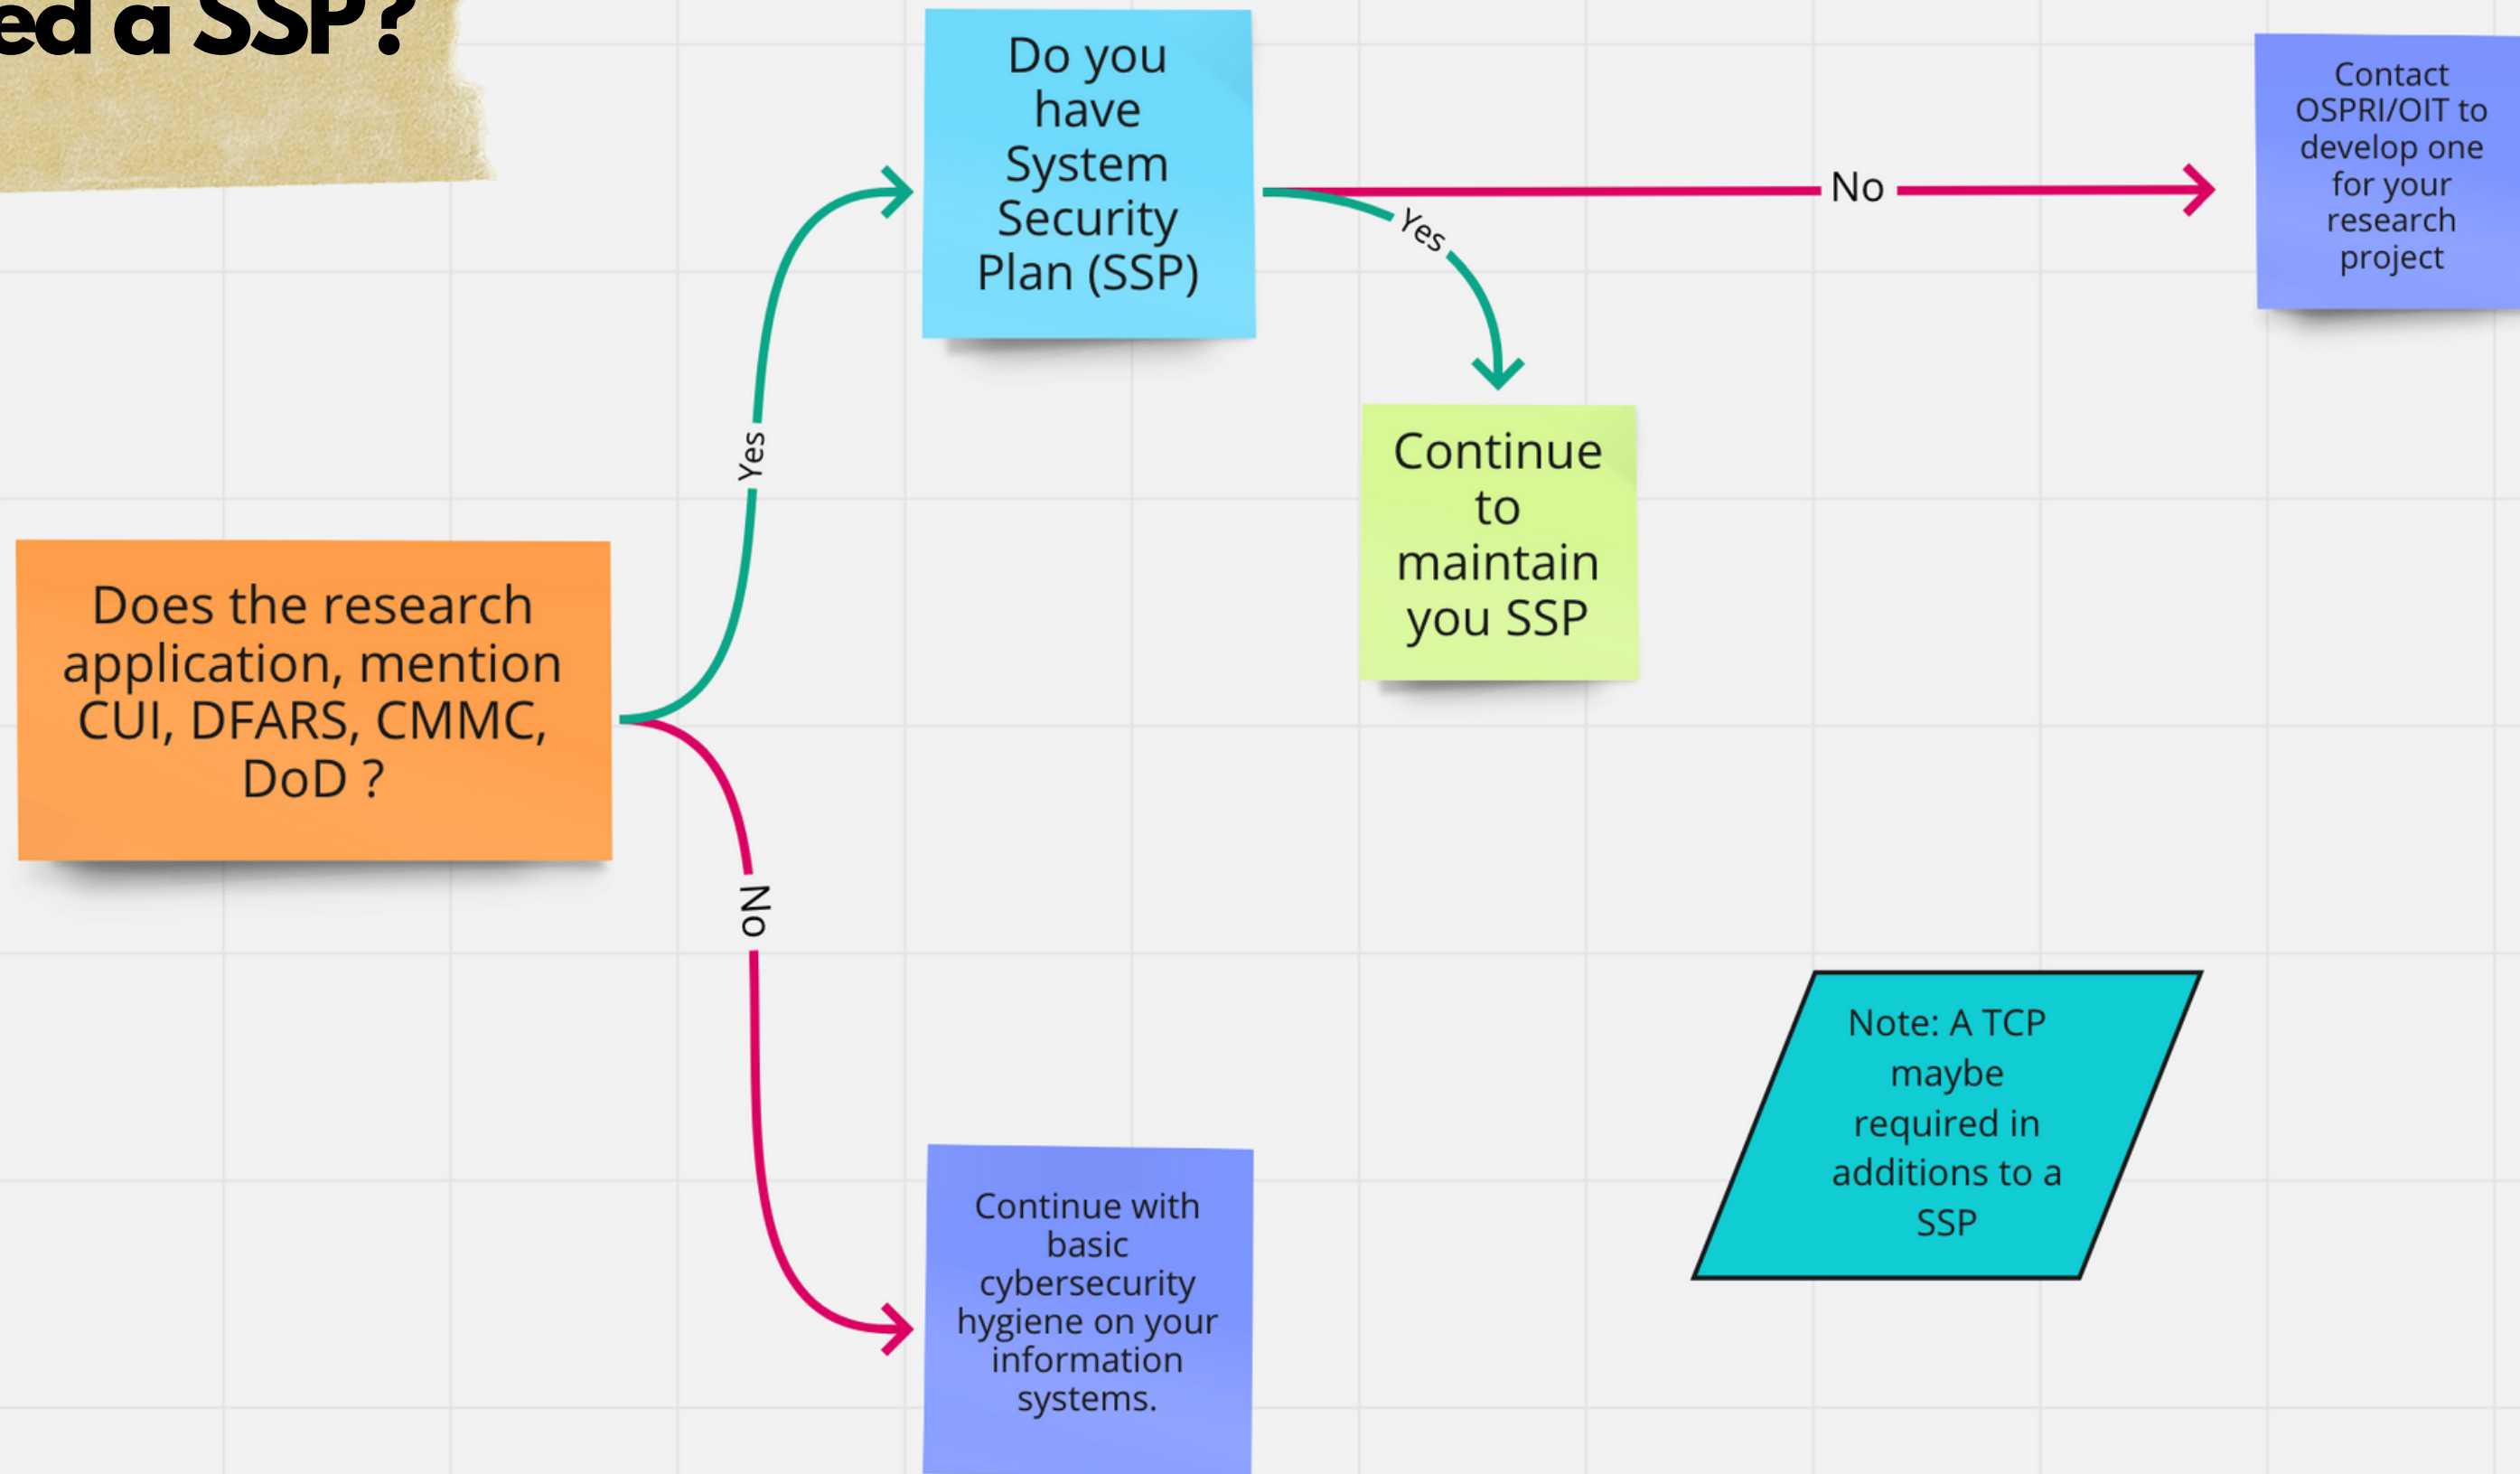 ed a SSP?
Do you
have
System
Security
Plan (SSP)
No
Contact
OSPRI/OIT to
develop one
for your
research
project
Yes
Continue
to
maintain
you SSP
Yes
Does the research
application, mention
CUI, DFARS, CMMC,
DoD ?
No
Note: A TCP
maybe
required in
additions to a
SSP
Continue with
basic
cybersecurity
hygiene on your
information
systems.